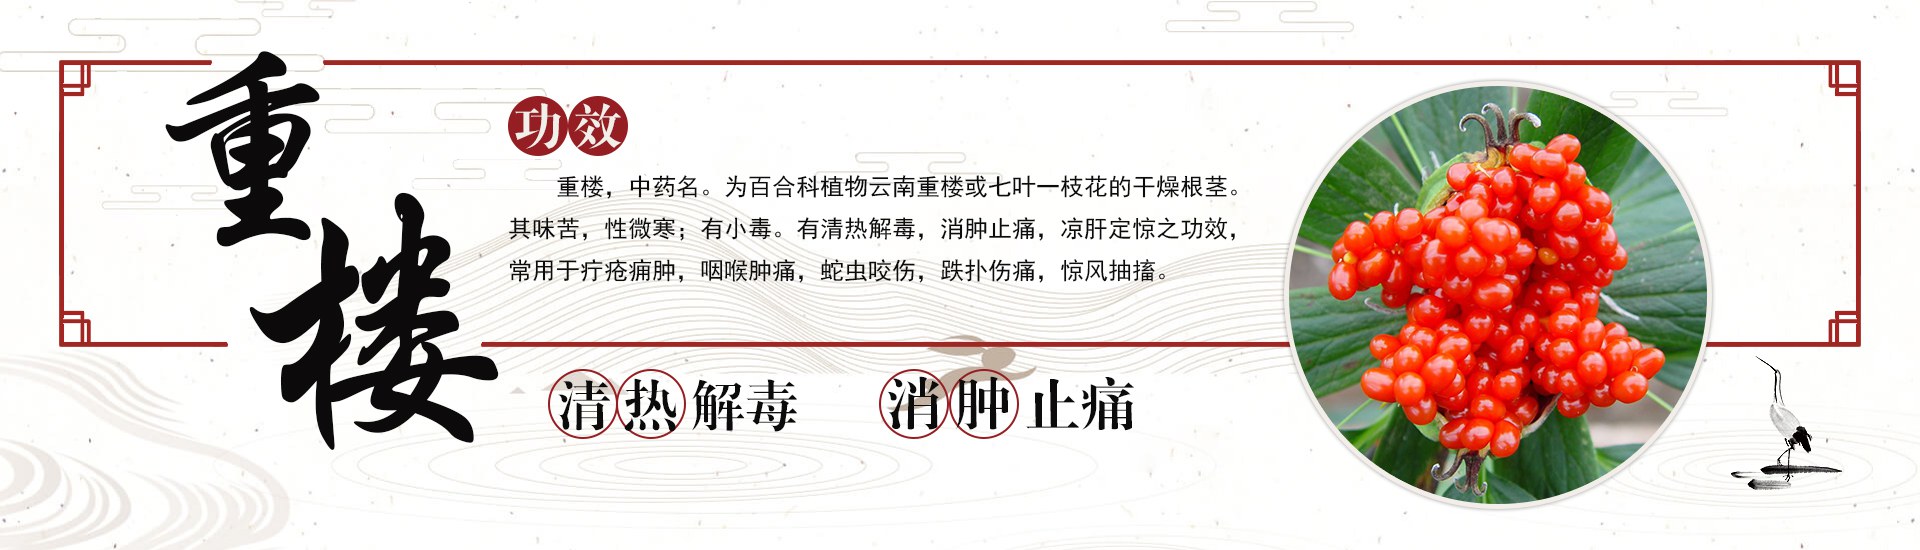 重楼
功效
重楼，中药名。为百合科植物云南重楼或七叶一枝花的干燥根茎。
其味苦，性微寒；有小毒。有清热解毒，消肿止痛，凉肝定惊之功效，
常用于疔疮痈肿，咽喉肿痛，蛇虫咬伤，跌扑伤痛，惊风抽搐。
清热解毒 消肿止痛